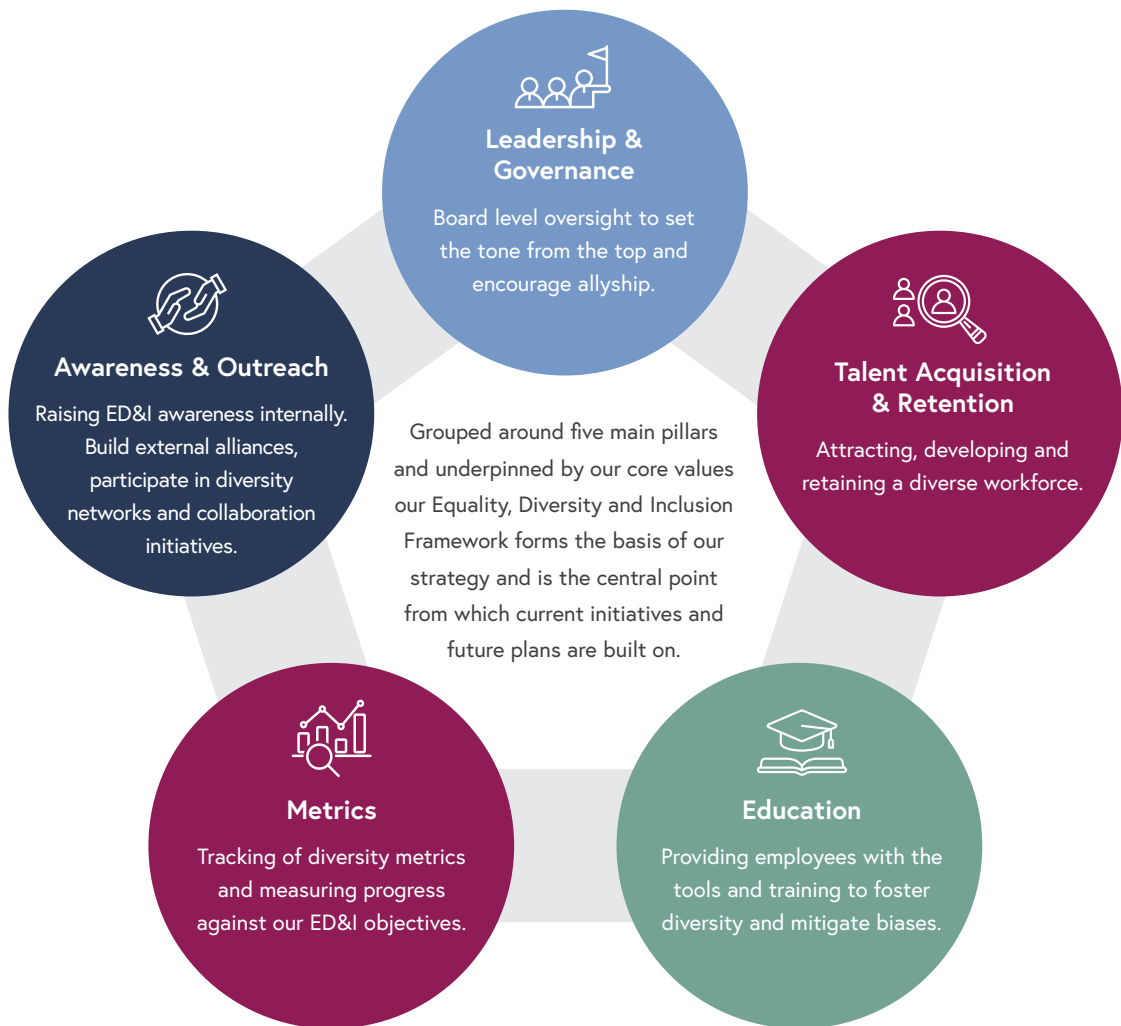 Leadership &
Governance
Board level oversight to set
the tone from the top and
encourage allyship.
Awareness & Outreach
Raising ED&I awareness internally.
Build external alliances,
participate in diversity
networks and collaboration
initiatives.
Talent Acquisition
& Retention
Attracting, developing and
retaining a diverse workforce.
Grouped around five main pillars
and underpinned by our core values
our Equality, Diversity and Inclusion
Framework forms the basis of our
strategy and is the central point
from which current initiatives and
future plans are built on.
Metrics
Tracking of diversity metrics
and measuring progress
against our ED&I objectives.
Education
Providing employees with the
tools and training to foster
diversity and mitigate biases.